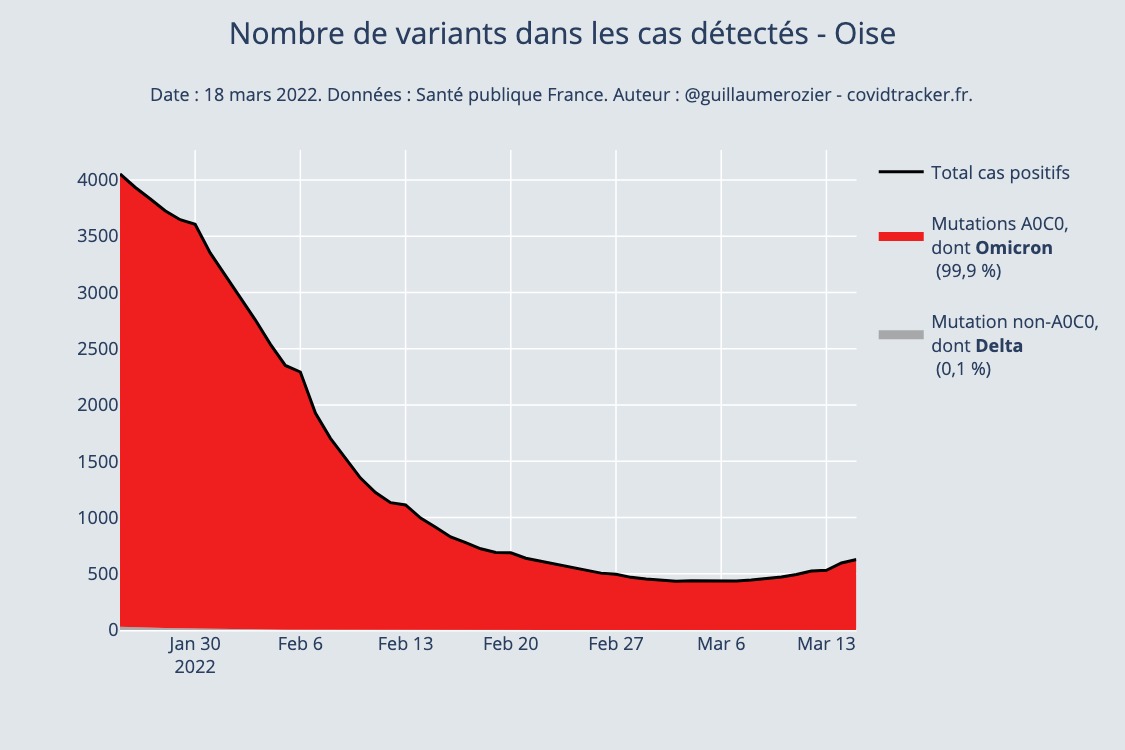 Nombre de variants dans les cas détectés - Oise
Date : 18 mars 2022. Données : Santé publique France. Auteur : @guillaumerozier - covidtracker.fr.
4000
3500
3000
2500
2000
1500
1000
500
0
Jan 30
2022
Feb 6
Feb 13
Feb 20
Feb 27
Mar 6
Mar 13
Total cas positifs
Mutations A0C0,
dont Omicron
(99,9 %)
Mutation non-A0C0,
dont Delta
(0,1 %)